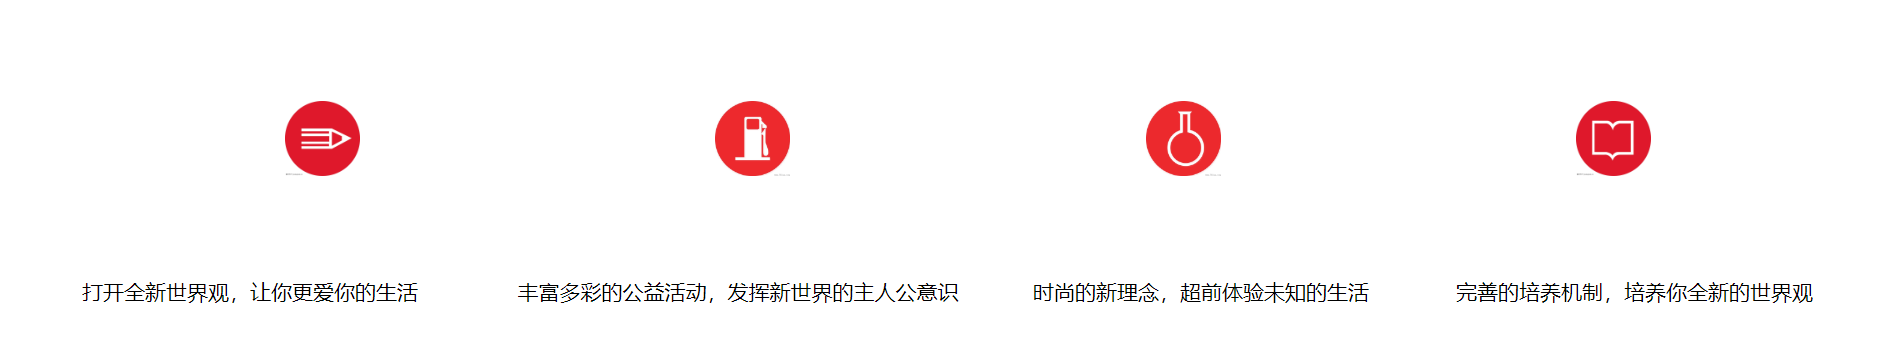 打开全新世界观，让你更爱你的生活
丰富多彩的公益活动，发挥新世界的主人公意识
时尚的新理念，超前体验未知的生活
完善的培养机制，培养你全新的世界观